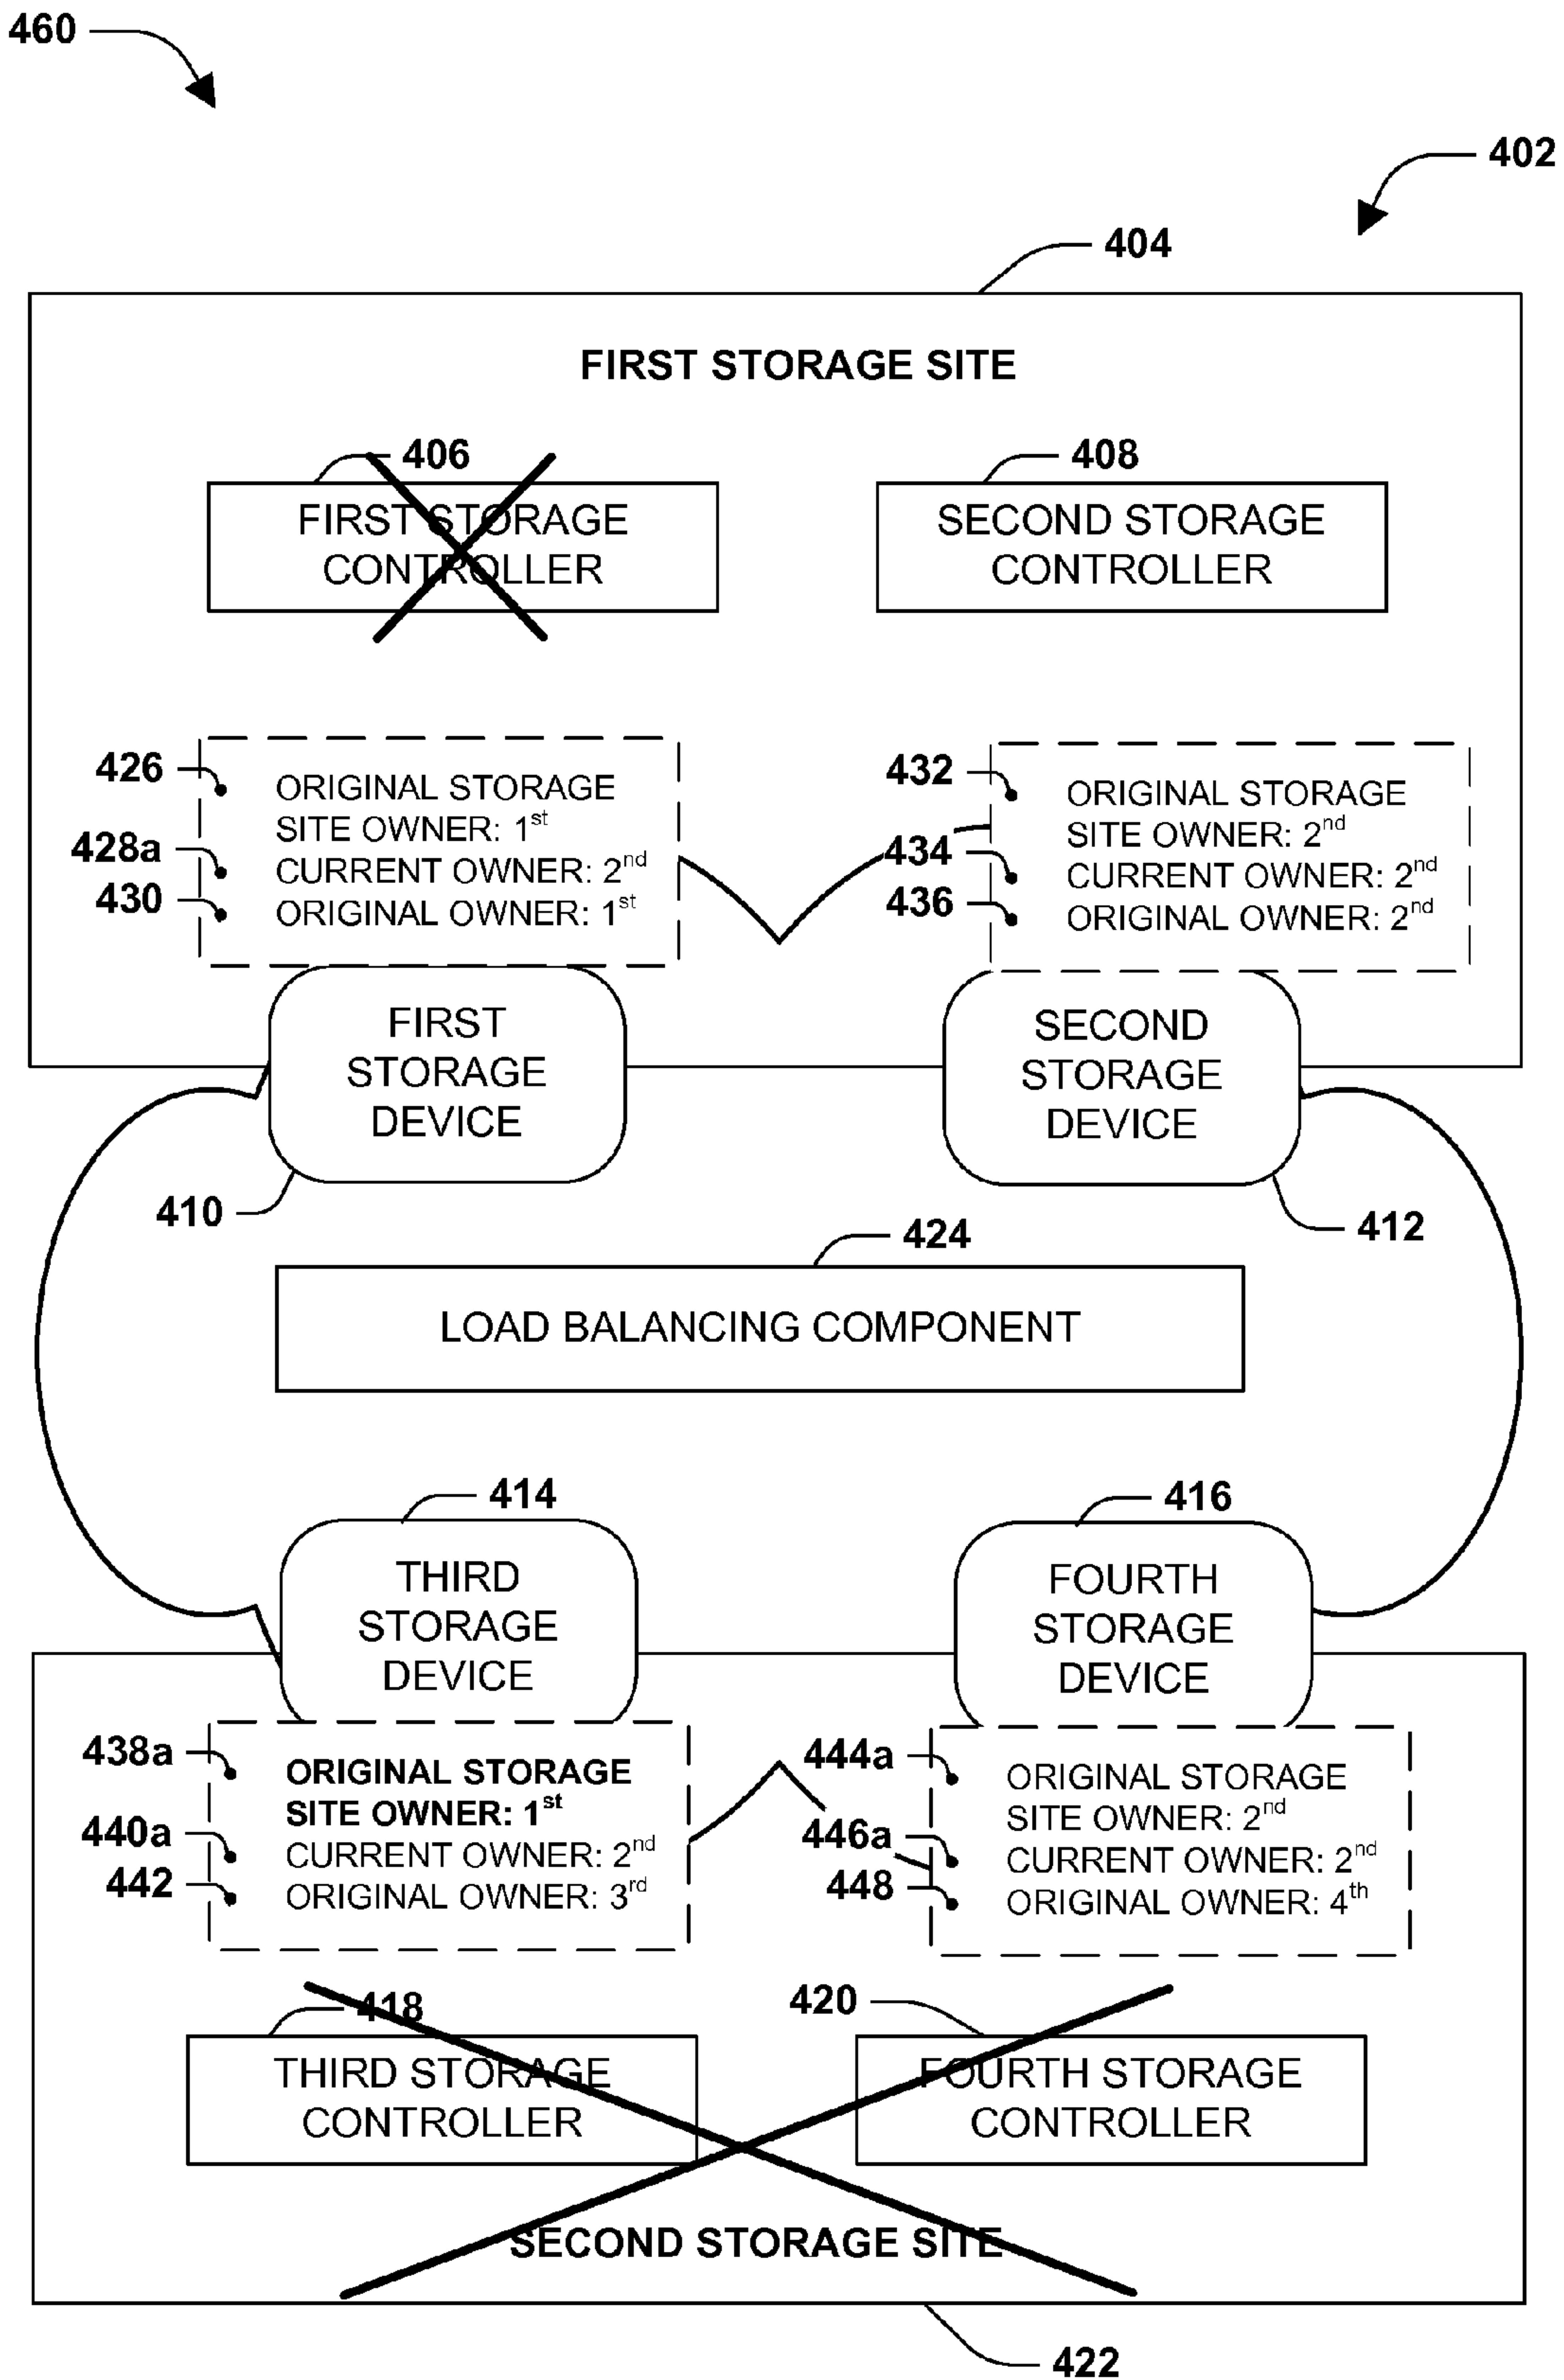 460
402
404
FIRST STORAGE SITE
406
408
FIRST STORAGE
CONTROLLER
SECOND STORAGE
CONTROLLER
426
ORIGINAL STORAGE
SITE OWNER: 1st
428a
CURRENT OWNER: 2nd
430
ORIGINAL OWNER: 1st
432
ORIGINAL STORAGE
SITE OWNER: 2nd
434
CURRENT OWNER: 2nd
436
ORIGINAL OWNER: 2nd
FIRST
STORAGE
DEVICE
SECOND
STORAGE
DEVICE
410
412
424
LOAD BALANCING COMPONENT
414
416
THIRD
STORAGE
DEVICE
FOURTH
STORAGE
DEVICE
438a
ORIGINAL STORAGE
SITE OWNER: 1st
440a
CURRENT OWNER: 2nd
442
ORIGINAL OWNER: 3rd
444a
ORIGINAL STORAGE
SITE OWNER: 2nd
446a
CURRENT OWNER: 2nd
448
ORIGINAL OWNER: 4th
418
420
THIRD STORAGE
CONTROLLER
FOURTH STORAGE
CONTROLLER
SECOND STORAGE SITE
422